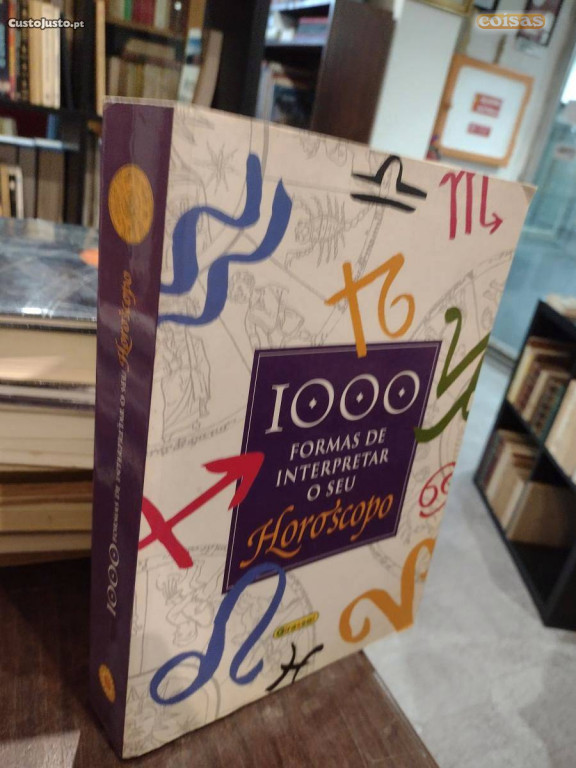 CustoJusto.pt
coisas
1000
FORMAS DE
INTERPRETAR
O SEU
Horóscopo
1000 FORMAS DE INTERPRETAR O SEU Horóscopo